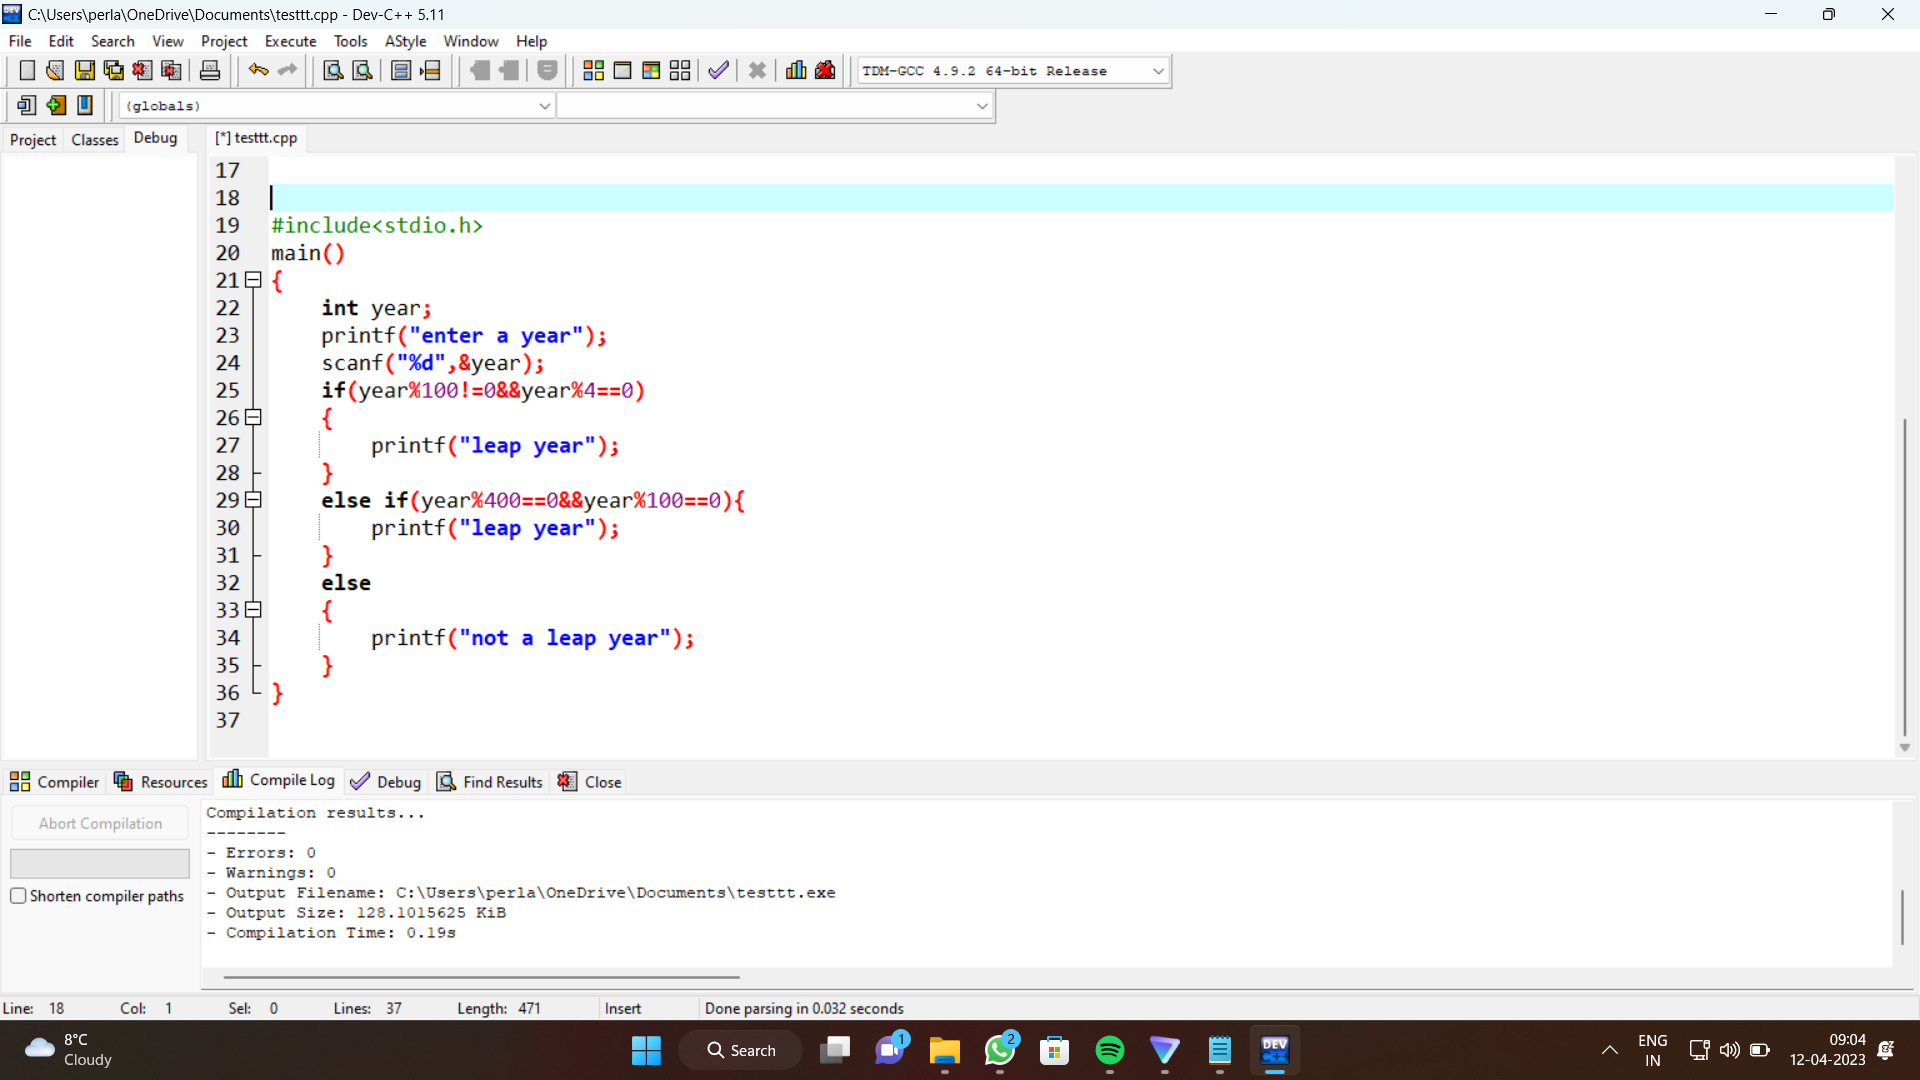 C:\Users\perla\OneDrive\Documents\testtt.cpp - Dev-C++ 5.11
File Edit Search View Project Execute Tools AStyle Window Help
TDM-GCC 4.9.2 64-bit Release
(globals)
Project Classes Debug [*] testtt.cpp
17
18
19 #include<stdio.h>
20 main()
21 {
22 int year;
23 printf("enter a year");
24 scanf("%d",&year);
25 if(year%100!=0&&year%4==0)
26 {
27 printf("leap year");
28 }
29 else if(year%400==0&&year%100==0){
30 printf("leap year");
31 }
32 else
33 {
34 printf("not a leap year");
35 }
36 }
37
Compiler Resources Compile Log Debug Find Results Close
Abort Compilation
Shorten compiler paths
Compilation results...
--------
- Errors: 0
- Warnings: 0
- Output Filename: C:\Users\perla\OneDrive\Documents\testtt.exe
- Output Size: 128.1015625 KiB
- Compilation Time: 0.19s
Line: 18 Col: 1 Sel: 0 Lines: 37 Length: 471 Insert Done parsing in 0.032 seconds
8°C
Cloudy
Search
1
2
DEV
C++
ENG
IN
09:04
12-04-2023